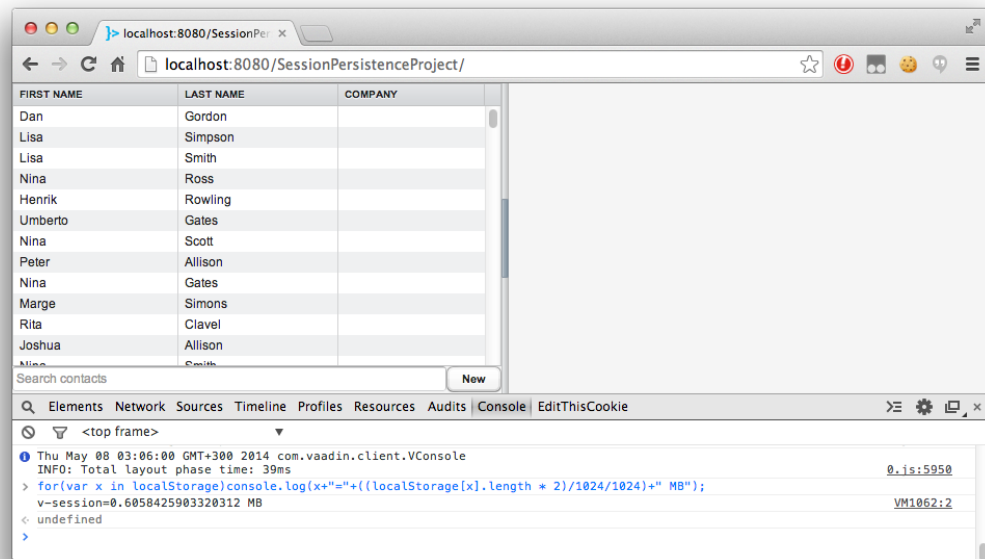 localhost:8080/SessionPer
localhost:8080/SessionPersistenceProject/
FIRST NAME LAST NAME COMPANY
Dan Gordon
Lisa Simpson
Lisa Smith
Nina Ross
Henrik Rowling
Umberto Gates
Nina Scott
Peter Allison
Nina Gates
Marge Simons
Rita Clavel
Joshua Allison
Nina Smith
Search contacts New
Elements Network Sources Timeline Profiles Resources Audits Console EditThisCookie
<top frame>
Thu May 08 03:06:00 GMT+300 2014 com.vaadin.client.VConsole
INFO: Total layout phase time: 39ms 0.js:5950
> for(var x in localStorage)console.log(x+"="+((localStorage[x].length * 2)/1024/1024)+" MB");
v-session=0.6058425903320312 MB VM1062:2
undefined
>